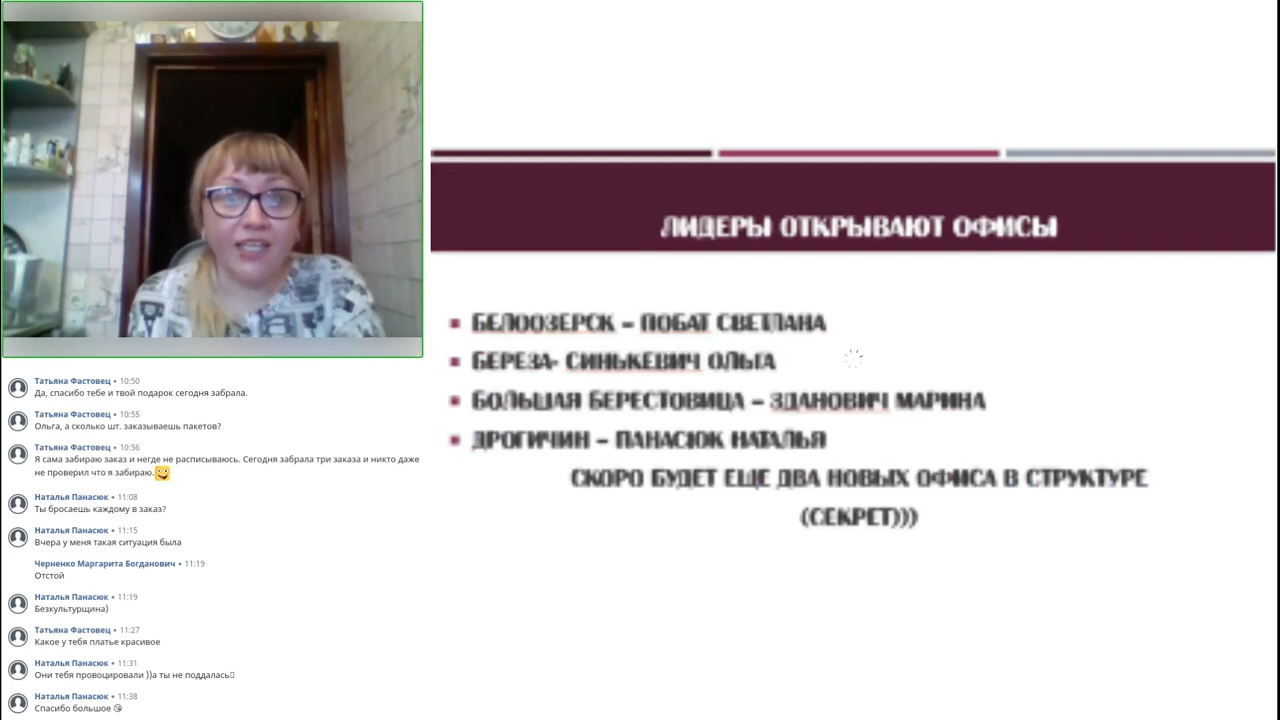 ЛИДЕРЫ ОТКРЫВАЮТ ОФИСЫ
БЕЛООЗЕРСК – ПОБАТ СВЕТЛАНА
БЕРЕЗА- СИНЬКЕВИЧ ОЛЬГА
БОЛЬШАЯ БЕРЕСТОВИЦА – ЗДАНОВИЧ МАРИНА
ДРОГИЧИН – ПАНАСЮК НАТАЛЬЯ
СКОРО БУДЕТ ЕЩЕ ДВА НОВЫХ ОФИСА В СТРУКТУРЕ
(СЕКРЕТ)))
Татьяна Фастовец • 10:50
Да, спасибо тебе и твой подарок сегодня забрала.
Татьяна Фастовец • 10:55
Ольга, а сколько шт. заказываешь пакетов?
Татьяна Фастовец • 10:56
Я сама забираю заказ и негде не расписываюсь. Сегодня забрала три заказа и никто даже
не проверил что я забираю.😜
Наталья Панасюк • 11:08
Ты бросаешь каждому в заказ?
Наталья Панасюк • 11:15
Вчера у меня такая ситуация была
Черненко Маргарита Богданович • 11:19
Отстой
Наталья Панасюк • 11:19
Безкультурщина)
Татьяна Фастовец • 11:27
Какое у тебя платье красивое
Наталья Панасюк • 11:31
Они тебя провоцировали ))а ты не поддалась
Наталья Панасюк • 11:38
Спасибо большое 😘